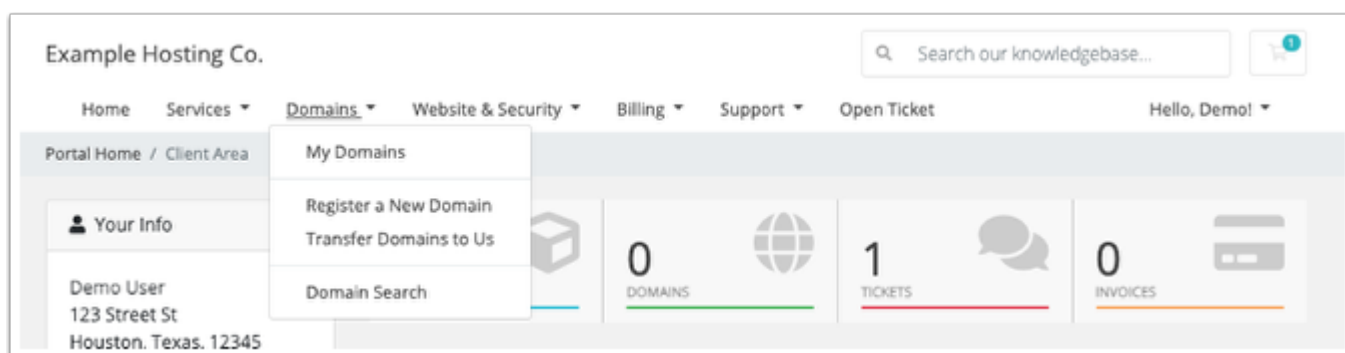 Example Hosting Co.
Search our knowledgebase...
1
Home Services Domains Website & Security Billing Support Open Ticket Hello, Demo!
Portal Home / Client Area
My Domains
Register a New Domain
Transfer Domains to Us
Domain Search
Your Info
Demo User
123 Street St
Houston, Texas, 12345
0
DOMAINS
1
TICKETS
0
INVOICES